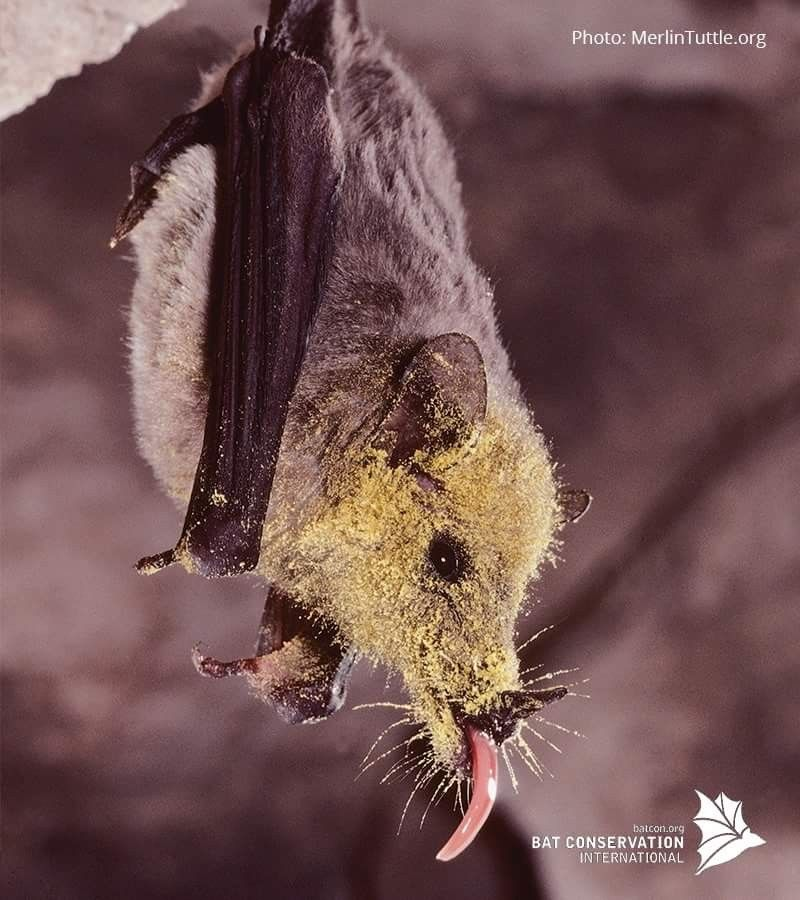 Photo: MerlinTuttle.org
batcon.org
BAT CONSERVATION
INTERNATIONAL